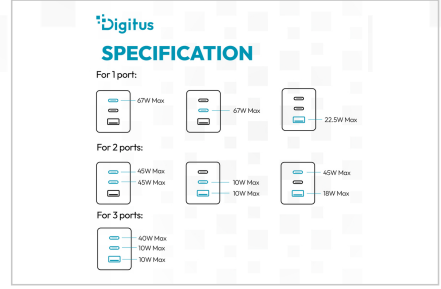 Digitus
SPECIFICATION
For 1 port:
67W Max
67W Max
22.5W Max
For 2 ports:
45W Max
45W Max
10W Max
10W Max
45W Max
18W Max
For 3 ports:
40W Max
10W Max
10W Max